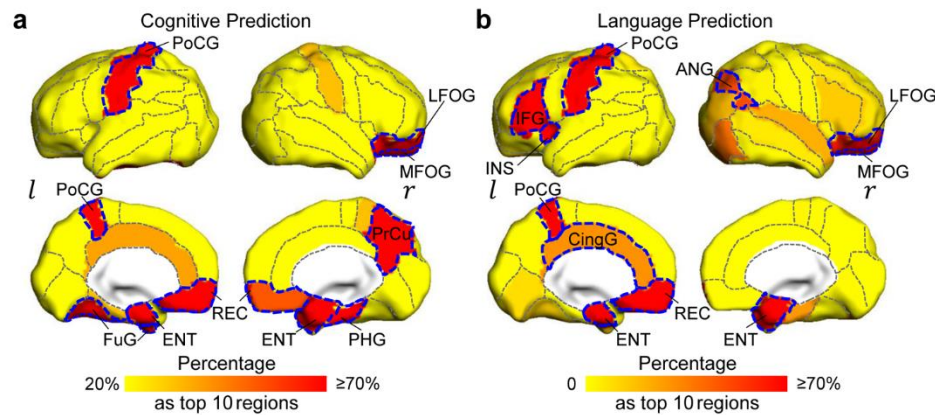 a
Cognitive Prediction
PoCG
LFOG
MFOG
l
r
PoCG
PrCu
REC
FuG
ENT
ENT
PHG
Percentage
20%
≥70%
as top 10 regions
b
Language Prediction
PoCG
ANG
LFOG
IFG
INS
MFOG
l
r
PoCG
CingG
REC
ENT
ENT
Percentage
0
≥70%
as top 10 regions